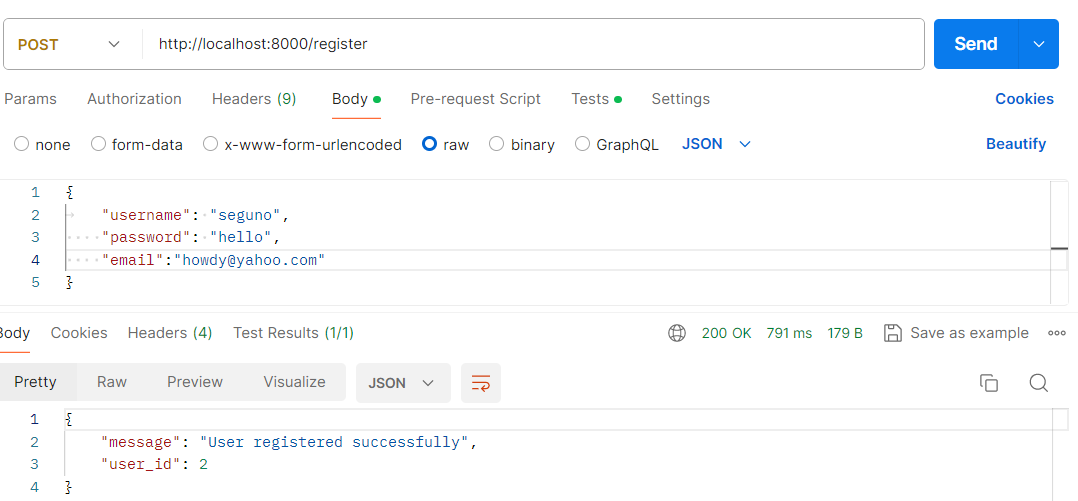 POST http://localhost:8000/register Send
Params Authorization Headers (9) Body Pre-request Script Tests Settings Cookies
none form-data x-www-form-urlencoded raw binary GraphQL JSON Beautify
1 {
2 "username": "seguno",
3 "password": "hello",
4 "email":"howdy@yahoo.com"
5 }
Body Cookies Headers (4) Test Results (1/1) 200 OK 791 ms 179 B Save as example
Pretty Raw Preview Visualize JSON
1 {
2 "message": "User registered successfully",
3 "user_id": 2
4 }